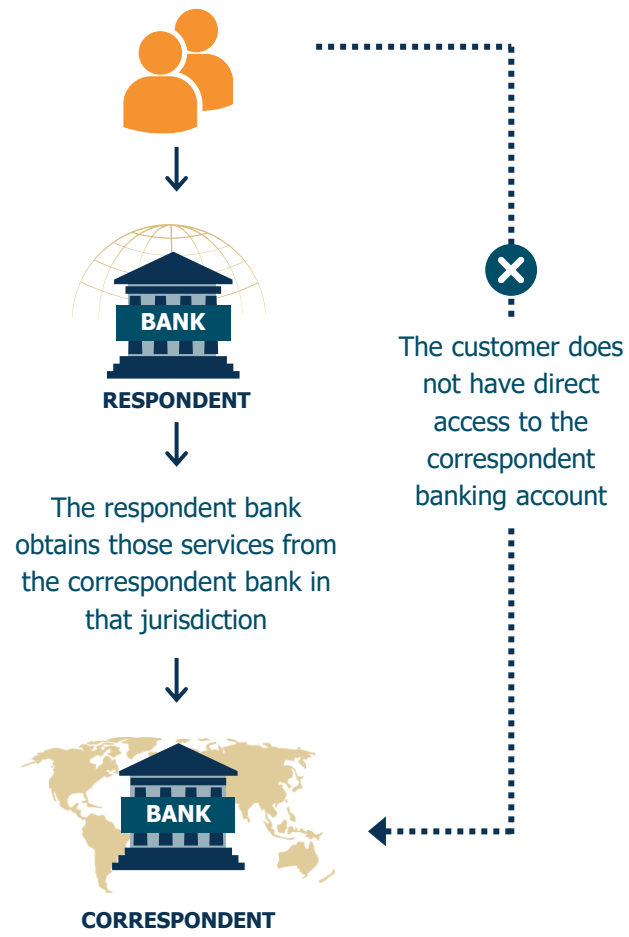 BANK
RESPONDENT
The respondent bank
obtains those services from
the correspondent bank in
that jurisdiction
The customer does
not have direct
access to the
correspondent
banking account
BANK
CORRESPONDENT